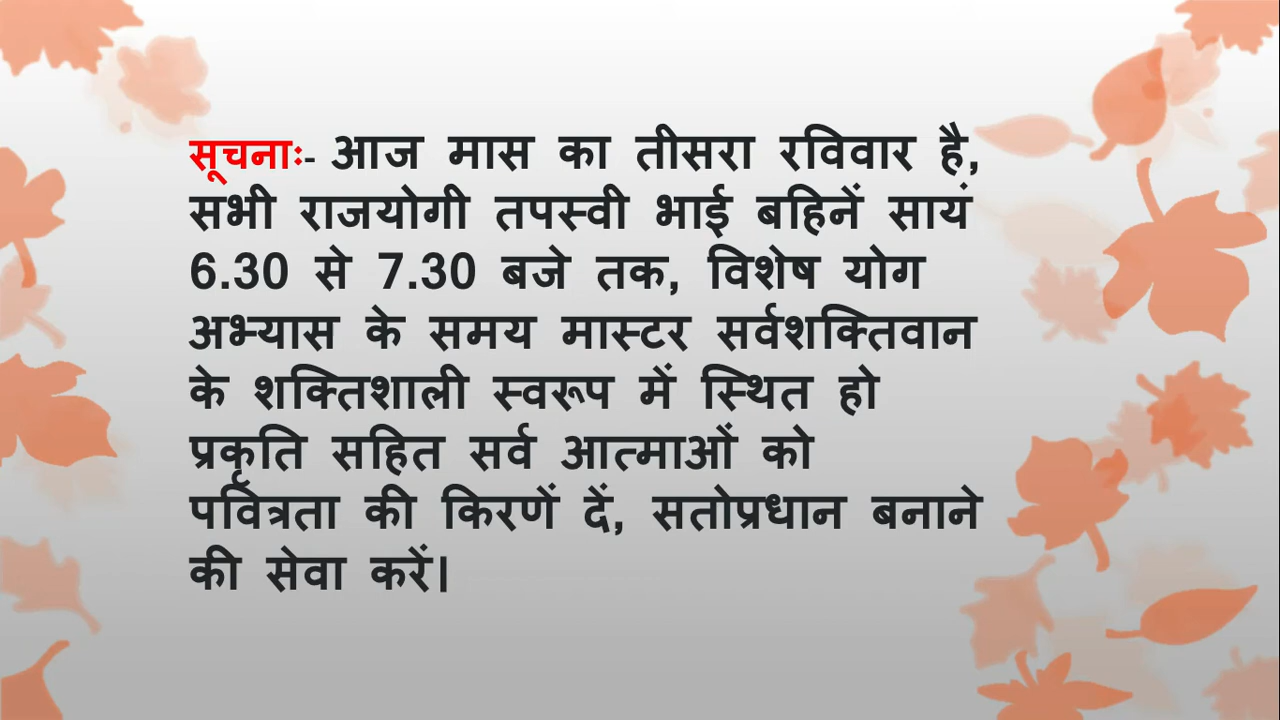 सूचनाः- आज मास का तीसरा रविवार है,
सभी राजयोगी तपस्वी भाई बहिनें सायं
6.30 से 7.30 बजे तक, विशेष योग
अभ्यास के समय मास्टर सर्वशक्तिवान
के शक्तिशाली स्वरूप में स्थित हो
प्रकृति सहित सर्व आत्माओं को
पवित्रता की किरणें दें, सतोप्रधान बनाने
की सेवा करें।